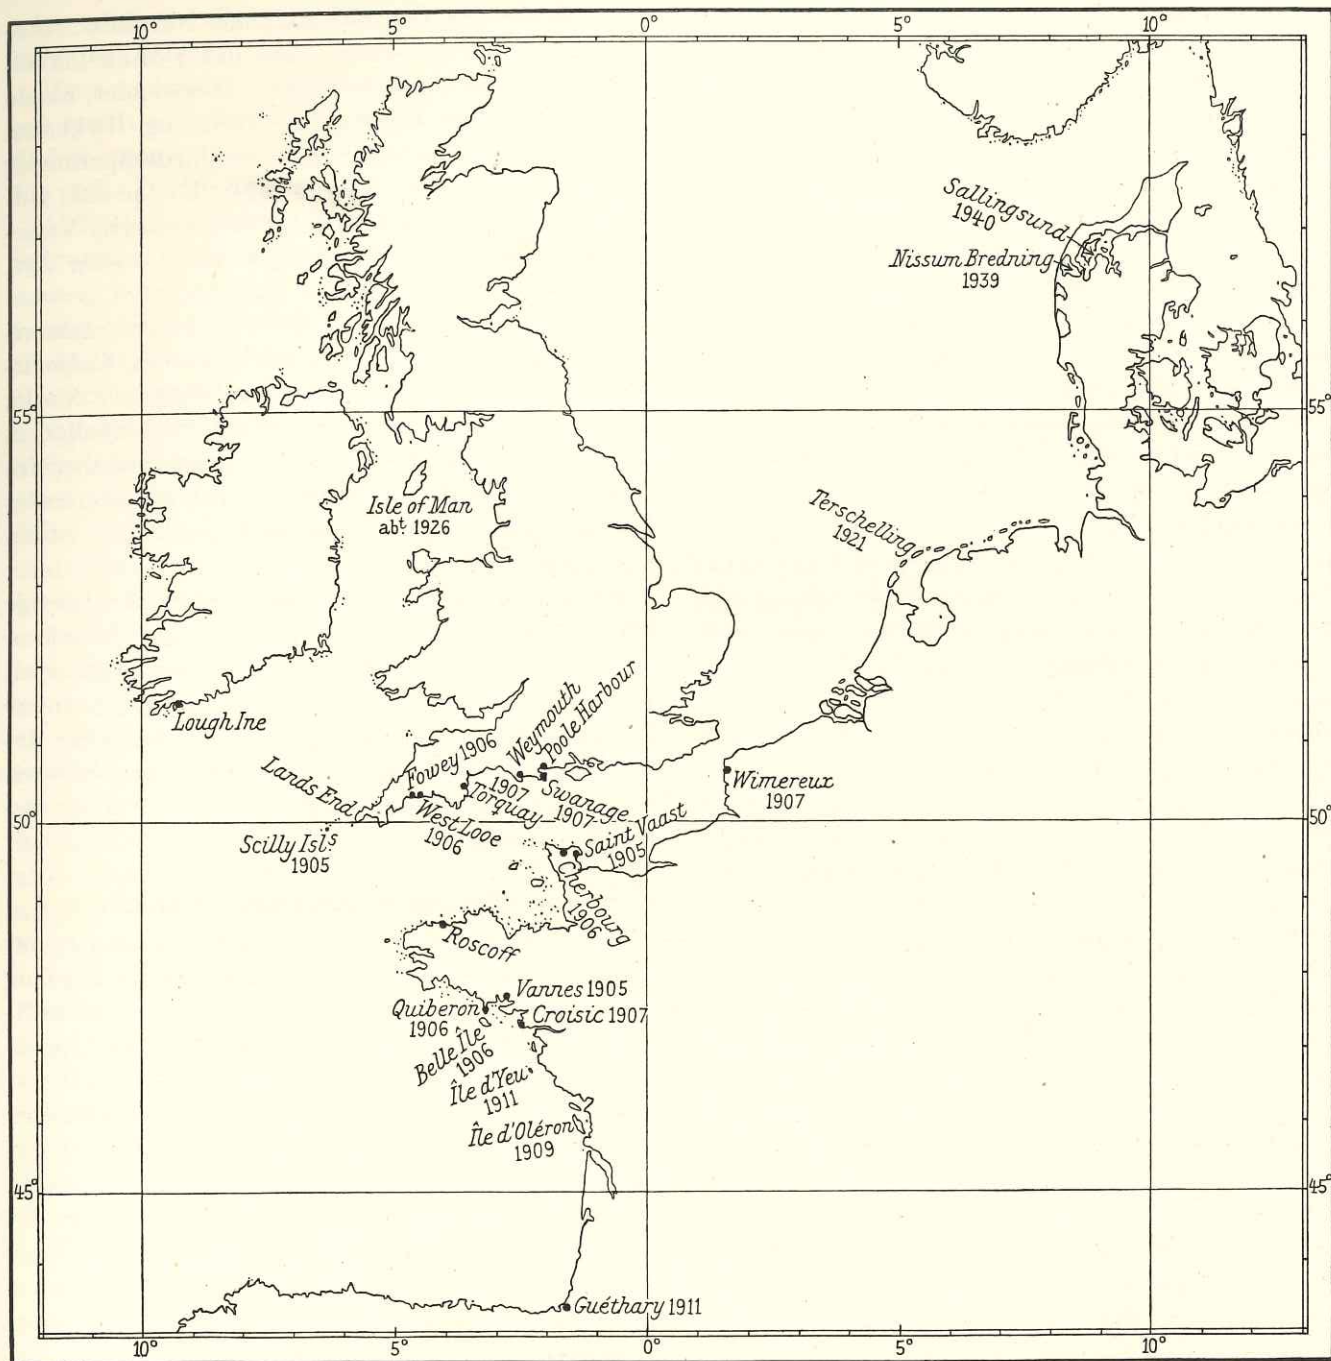 10°
5°
0°
5°
10°
Sallingsund
1940
Nissum Bredning
1939
55°
55°
Isle of Man
abt. 1926
Terschelling
1921
Lough Ine
Lands End
Fowey 1906
Weymouth
1907
Poole Harbour
Torquay
Swanage
1907
West Looe
1906
Wimereux
1907
50°
50°
Scilly Isls
1905
Saint Vaast
1905
Cherbourg
1906
Roscoff
Vannes 1905
Quiberon
1906
Croisic 1907
Belle Île
1906
Île d'Yeu
1911
Île d'Oléron
1909
45°
45°
Guéthary 1911
10°
5°
0°
5°
10°